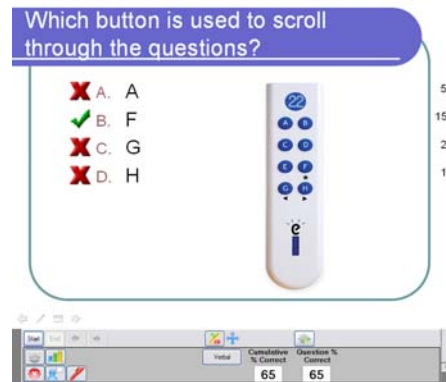 Which button is used to scroll
through the questions?
A. A
B. F
C. G
D. H
22
A B
C D
E F
G H
e
i
5
15
2
1
Start End
Verbal
Cumulative
% Correct
65
Question %
Correct
65